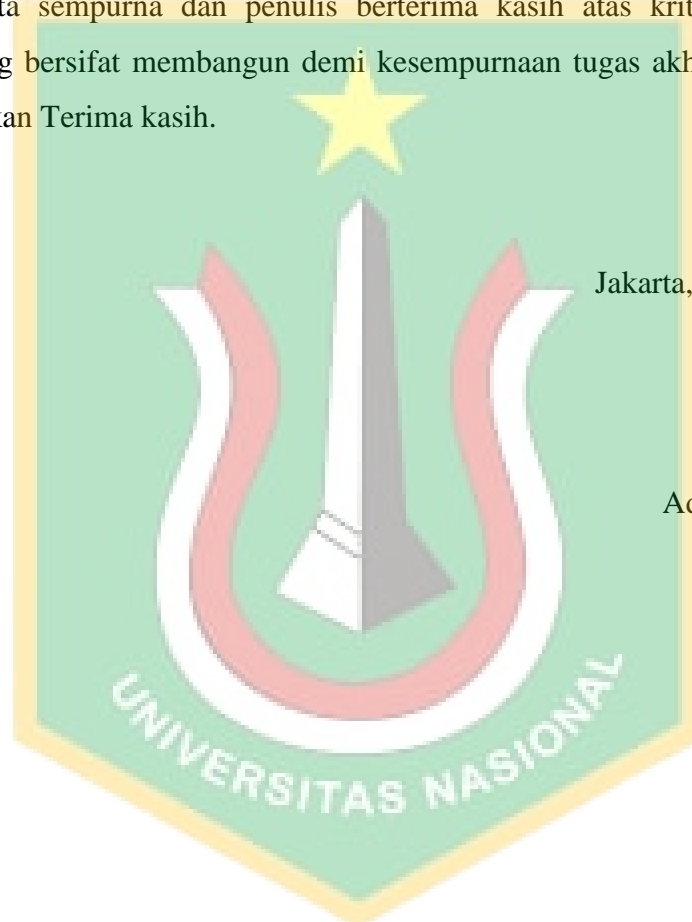 ta sempurna dan penulis berterima kasih atas krit
g bersifat membangun demi kesempurnaan tugas akh
an Terima kasih.
Jakarta,
Ad
UNIVERSITAS NASIONAL